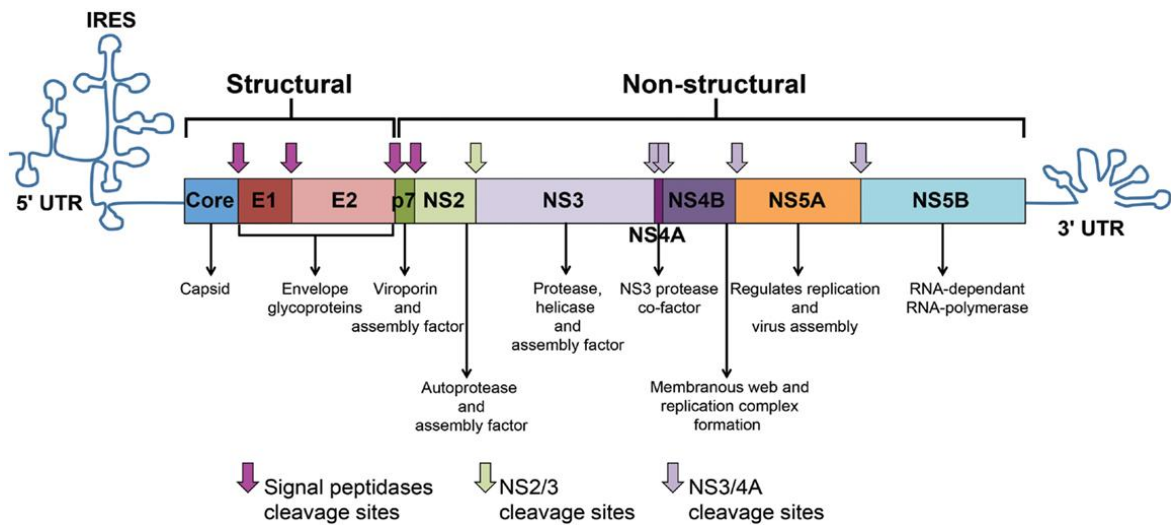 IRES
Structural
Non-structural
5' UTR
Core
E1
E2
p7
NS2
NS3
NS4A
NS4B
NS5A
NS5B
3' UTR
Capsid
Envelope
glycoproteins
Viroporin
and
assembly factor
Protease,
helicase
and
assembly factor
NS3 protease
co-factor
Regulates replication
and
virus assembly
RNA-dependant
RNA-polymerase
Autoprotease
and
assembly factor
Membranous web and
replication complex
formation
Signal peptidases
cleavage sites
NS2/3
cleavage sites
NS3/4A
cleavage sites